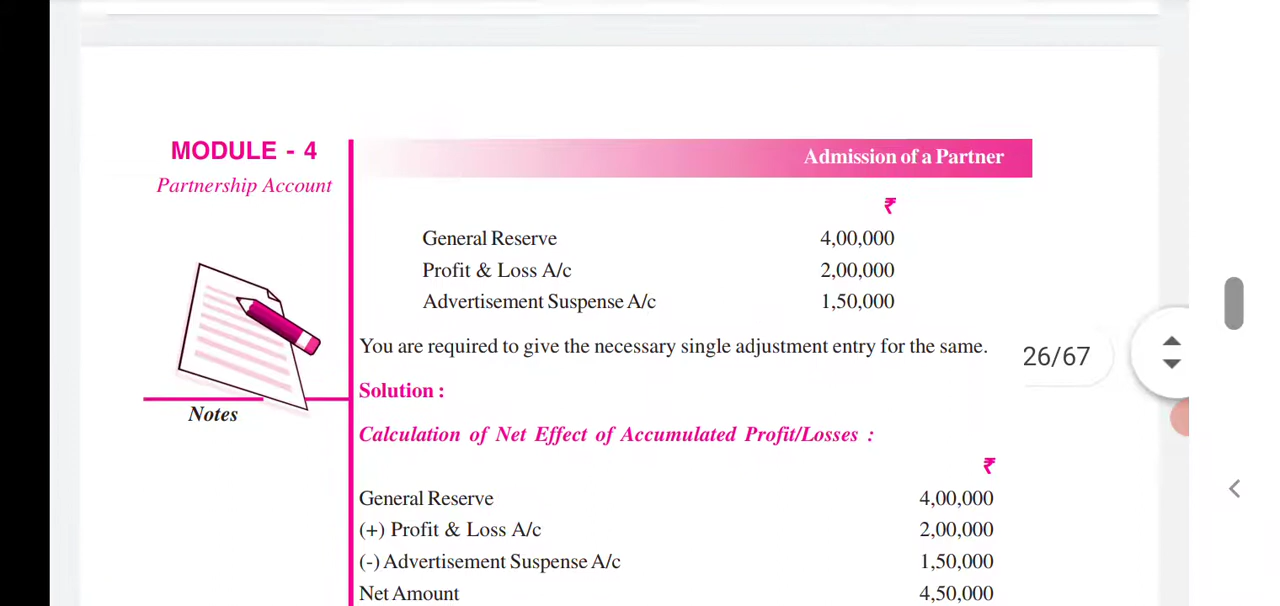 MODULE - 4
Partnership Account
Admission of a Partner
₹
General Reserve 4,00,000
Profit & Loss A/c 2,00,000
Advertisement Suspense A/c 1,50,000
You are required to give the necessary single adjustment entry for the same.
26/67
Solution :
Notes
Calculation of Net Effect of Accumulated Profit/Losses :
₹
General Reserve 4,00,000
(+) Profit & Loss A/c 2,00,000
(-) Advertisement Suspense A/c 1,50,000
Net Amount 4,50,000